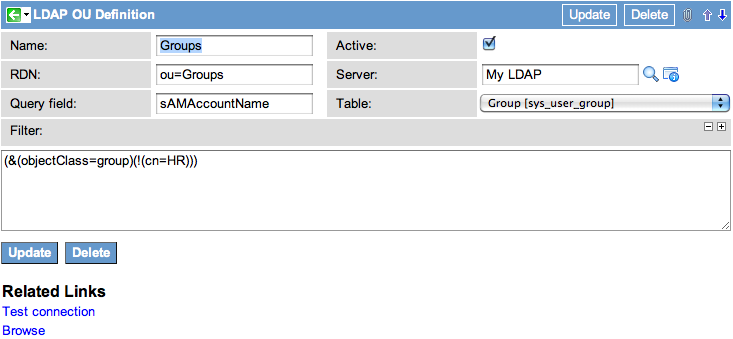 LDAP OU Definition Update Delete
Name: Groups Active:
RDN: ou=Groups Server: My LDAP
Query field: sAMAccountName Table: Group [sys_user_group]
Filter:
(&(objectClass=group)(!(cn=HR)))
Update Delete
Related Links
Test connection
Browse